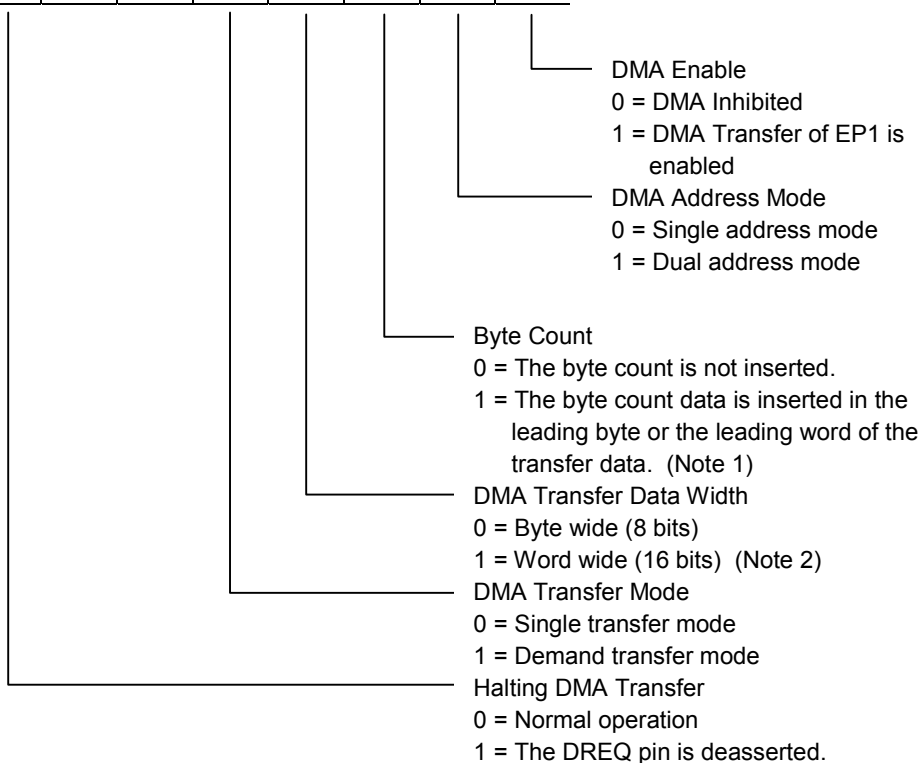 DMA Enable
0 = DMA Inhibited
1 = DMA Transfer of EP1 is
enabled
DMA Address Mode
0 = Single address mode
1 = Dual address mode
Byte Count
0 = The byte count is not inserted.
1 = The byte count data is inserted in the
leading byte or the leading word of the
transfer data.  (Note 1)
DMA Transfer Data Width
0 = Byte wide (8 bits)
1 = Word wide (16 bits)  (Note 2)
DMA Transfer Mode
0 = Single transfer mode
1 = Demand transfer mode
Halting DMA Transfer
0 = Normal operation
1 = The DREQ pin is deasserted.